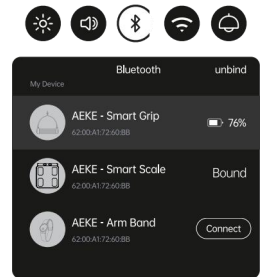 Bluetooth unbind
My Device
AEKE - Smart Grip
62:00:A1:72:60:BB
76%
AEKE - Smart Scale
62:00:A1:72:60:BB
Bound
AEKE - Arm Band
62:00:A1:72:60:BB
Connect